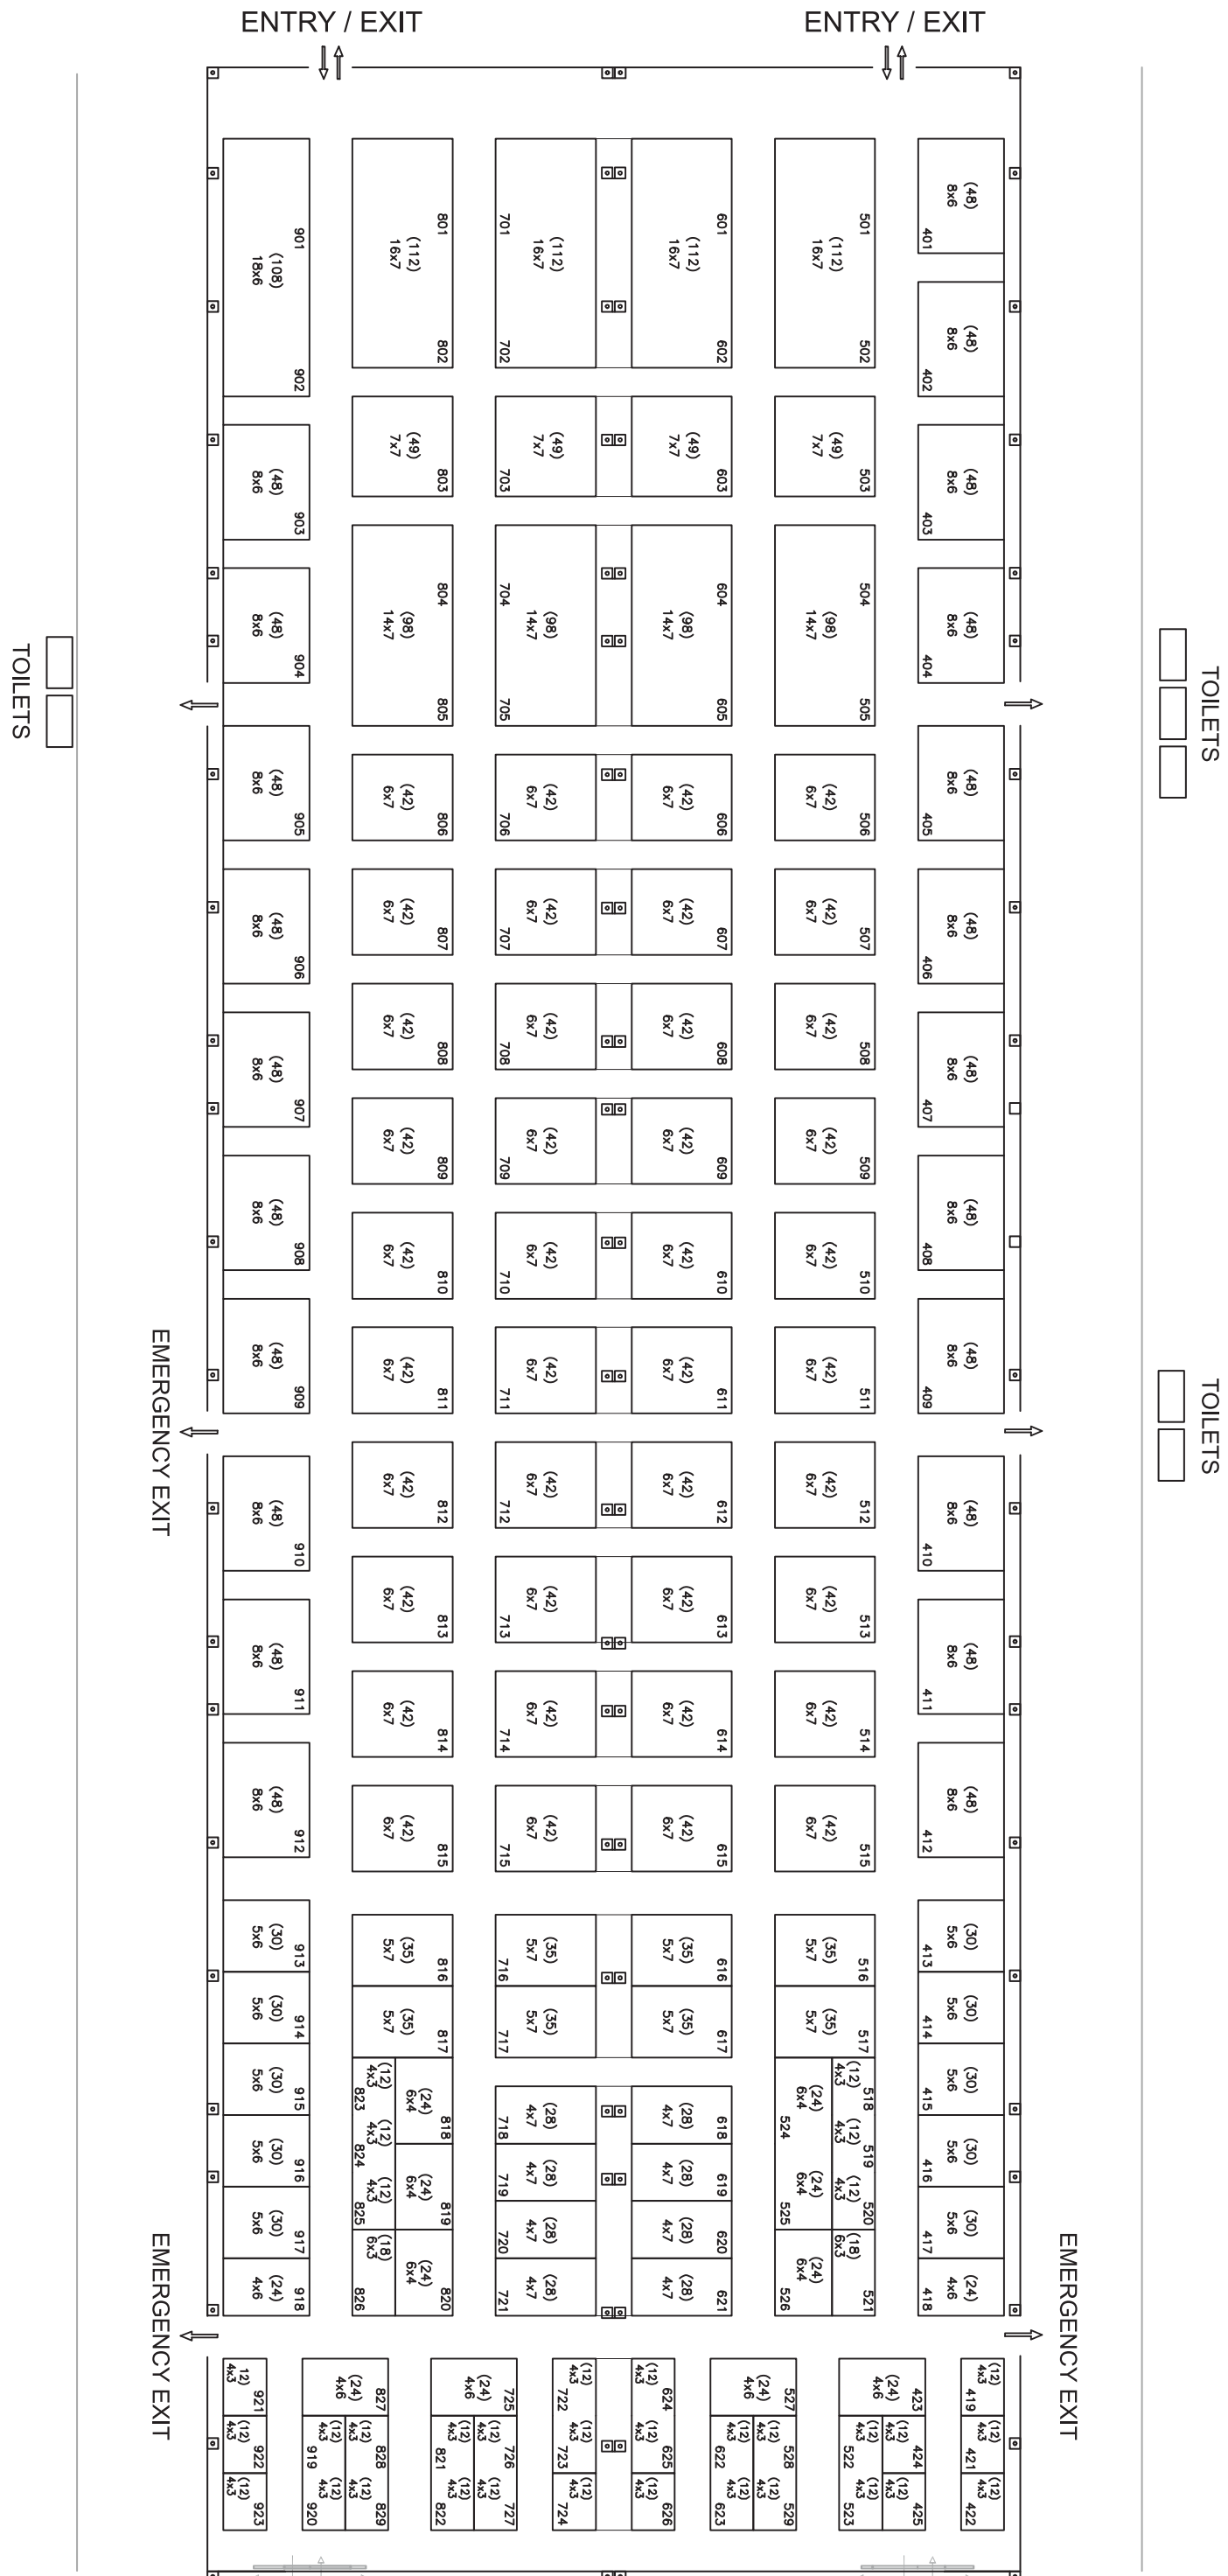 ENTRY / EXIT
ENTRY / EXIT
901 902
(108)
18x6
801 802
(112)
16x7
(112)
16x7
701 702
601 602
(112)
16x7
501 502
(112)
16x7
(48)
8x6
401
(48)
8x6
402
903
(48)
8x6
803
(49)
7x7
(49)
7x7
703
603
(49)
7x7
503
(49)
7x7
(48)
8x6
403
904
(48)
8x6
804 805
(98)
14x7
(98)
14x7
704 705
604 605
(98)
14x7
504 505
(98)
14x7
(48)
8x6
404
TOILETS
TOILETS
905
(48)
8x6
806
(42)
6x7
(42)
6x7
706
606
(42)
6x7
506
(42)
6x7
(48)
8x6
405
906
(48)
8x6
807
(42)
6x7
(42)
6x7
707
607
(42)
6x7
507
(42)
6x7
(48)
8x6
406
907
(48)
8x6
808
(42)
6x7
(42)
6x7
708
608
(42)
6x7
508
(42)
6x7
(48)
8x6
407
908
(48)
8x6
809
(42)
6x7
(42)
6x7
709
609
(42)
6x7
509
(42)
6x7
(48)
8x6
408
810
(42)
6x7
(42)
6x7
710
610
(42)
6x7
510
(42)
6x7
909
(48)
8x6
811
(42)
6x7
(42)
6x7
711
611
(42)
6x7
511
(42)
6x7
(48)
8x6
409
EMERGENCY EXIT
TOILETS
910
(48)
8x6
812
(42)
6x7
(42)
6x7
712
612
(42)
6x7
512
(42)
6x7
(48)
8x6
410
911
(48)
8x6
813
(42)
6x7
(42)
6x7
713
613
(42)
6x7
513
(42)
6x7
(48)
8x6
411
814
(42)
6x7
(42)
6x7
714
614
(42)
6x7
514
(42)
6x7
912
(48)
8x6
815
(42)
6x7
(42)
6x7
715
615
(42)
6x7
515
(42)
6x7
(48)
8x6
412
913
(30)
5x6
816
(35)
5x7
(35)
5x7
716
616
(35)
5x7
516
(35)
5x7
(30)
5x6
413
914
(30)
5x6
817
(35)
5x7
(35)
5x7
717
617
(35)
5x7
517
(35)
5x7
(30)
5x6
414
915
(30)
5x6
818
(24)
6x4
(12)
4x3
823
(28)
4x7
718
618
(28)
4x7
(24)
6x4
524
518
(12)
4x3
(30)
5x6
415
916
(30)
5x6
(12)
4x3
824
819
(24)
6x4
(28)
4x7
719
619
(28)
4x7
519
(12)
4x3
(30)
5x6
416
917
(30)
5x6
(12)
4x3
825
(28)
4x7
720
620
(28)
4x7
(24)
6x4
525
520
(12)
4x3
(30)
5x6
417
918
(24)
4x6
(18)
6x3
826
820
(24)
6x4
(28)
4x7
721
621
(28)
4x7
(24)
6x4
526
(18)
6x3
521
(24)
4x6
418
EMERGENCY EXIT
EMERGENCY EXIT
921
12)
4x3
827
(24)
4x6
725
(24)
4x6
(12)
4x3
722
624
(12)
4x3
527
(24)
4x6
423
(24)
4x6
(12)
4x3
419
922
(12)
4x3
(12)
4x3
919
828
(12)
4x3
(12)
4x3
821
726
(12)
4x3
(12)
4x3
723
625
(12)
4x3
(12)
4x3
622
528
(12)
4x3
(12)
4x3
522
424
(12)
4x3
(12)
4x3
421
923
(12)
4x3
(12)
4x3
920
829
(12)
4x3
(12)
4x3
822
727
(12)
4x3
(12)
4x3
724
626
(12)
4x3
(12)
4x3
623
529
(12)
4x3
(12)
4x3
523
425
(12)
4x3
(12)
4x3
422